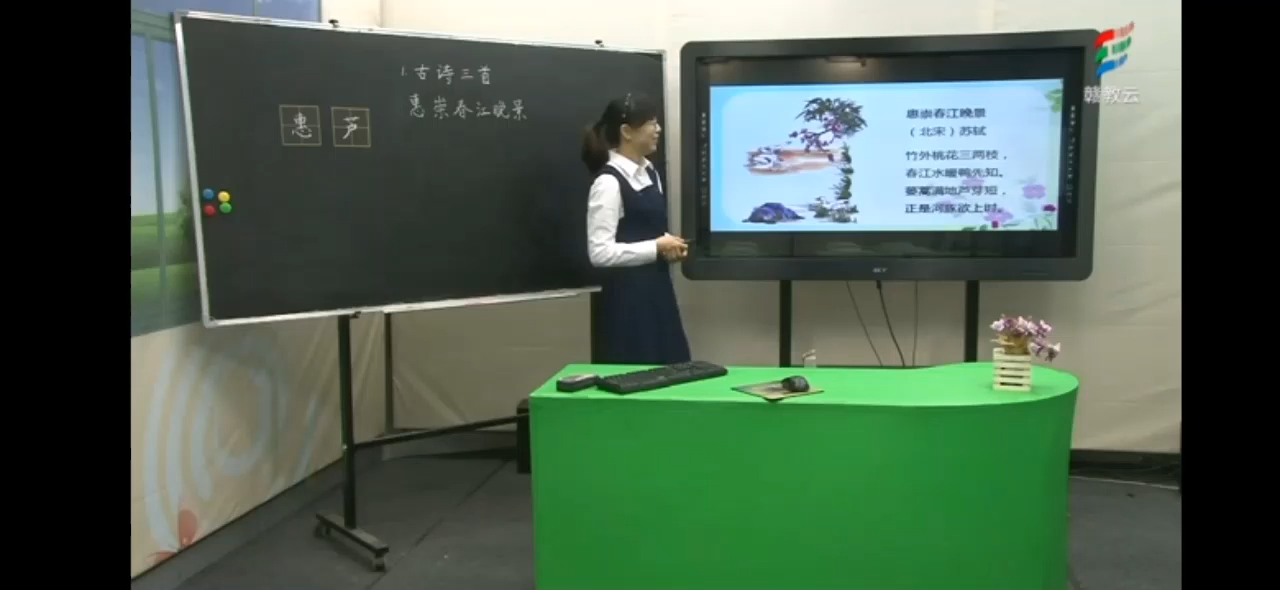 1.古诗三首
惠崇春江晚景
惠芦
惠崇春江晚景
（北宋）苏轼
竹外桃花三两枝，
春江水暖鸭先知。
蒌蒿满地芦芽短，
正是河豚欲上时。
赣教云